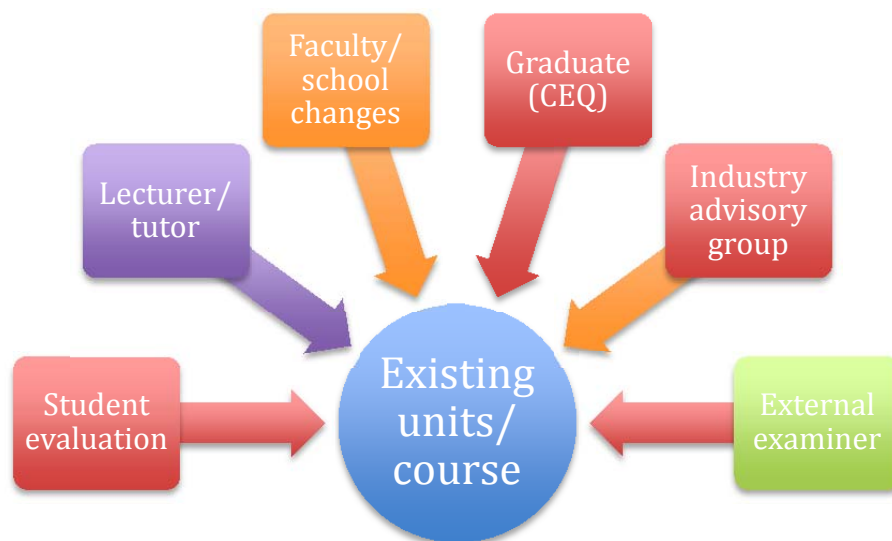 Faculty/
school
changes
Graduate
(CEQ)
Lecturer/
tutor
Industry
advisory
group
Student
evaluation
Existing
units/
course
External
examiner